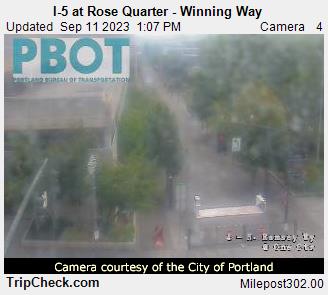 I-5 at Rose Quarter - Winning Way
Updated Sep 11 2023 1:07 PM Camera 4
PBOT
PORTLAND BUREAU OF TRANSPORTATION
Camera courtesy of the City of Portland
TripCheck.com Milepost302.00